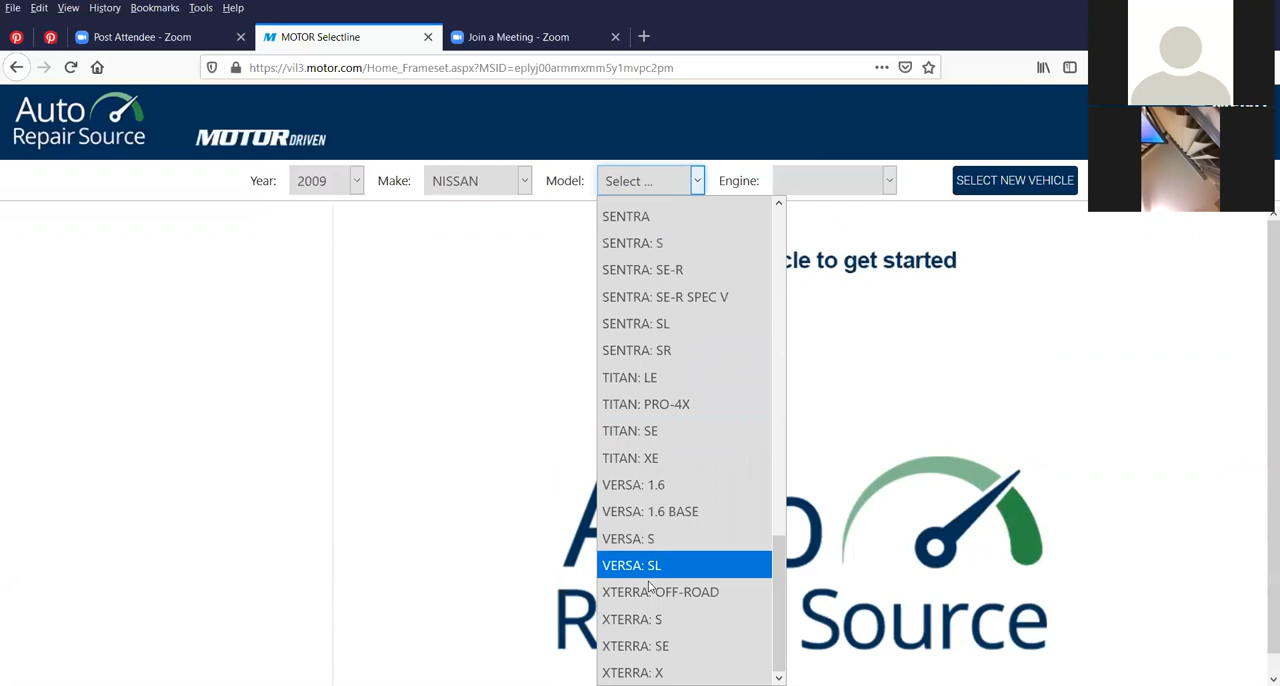 File Edit View History Bookmarks Tools Help
Post Attendee - Zoom
MOTOR Selectline
Join a Meeting - Zoom
https://vil3.motor.com/Home_Frameset.aspx?MSID=eplyj00armmxmm5y1mvpc2pm
Auto
Repair Source
MOTOR DRIVEN
Year: 2009 Make: NISSAN Model: Select ... Engine: SELECT NEW VEHICLE
cle to get started
SENTRA
SENTRA: S
SENTRA: SE-R
SENTRA: SE-R SPEC V
SENTRA: SL
SENTRA: SR
TITAN: LE
TITAN: PRO-4X
TITAN: SE
TITAN: XE
VERSA: 1.6
VERSA: 1.6 BASE
VERSA: S
VERSA: SL
XTERRA: OFF-ROAD
XTERRA: S
XTERRA: SE
XTERRA: X
Source